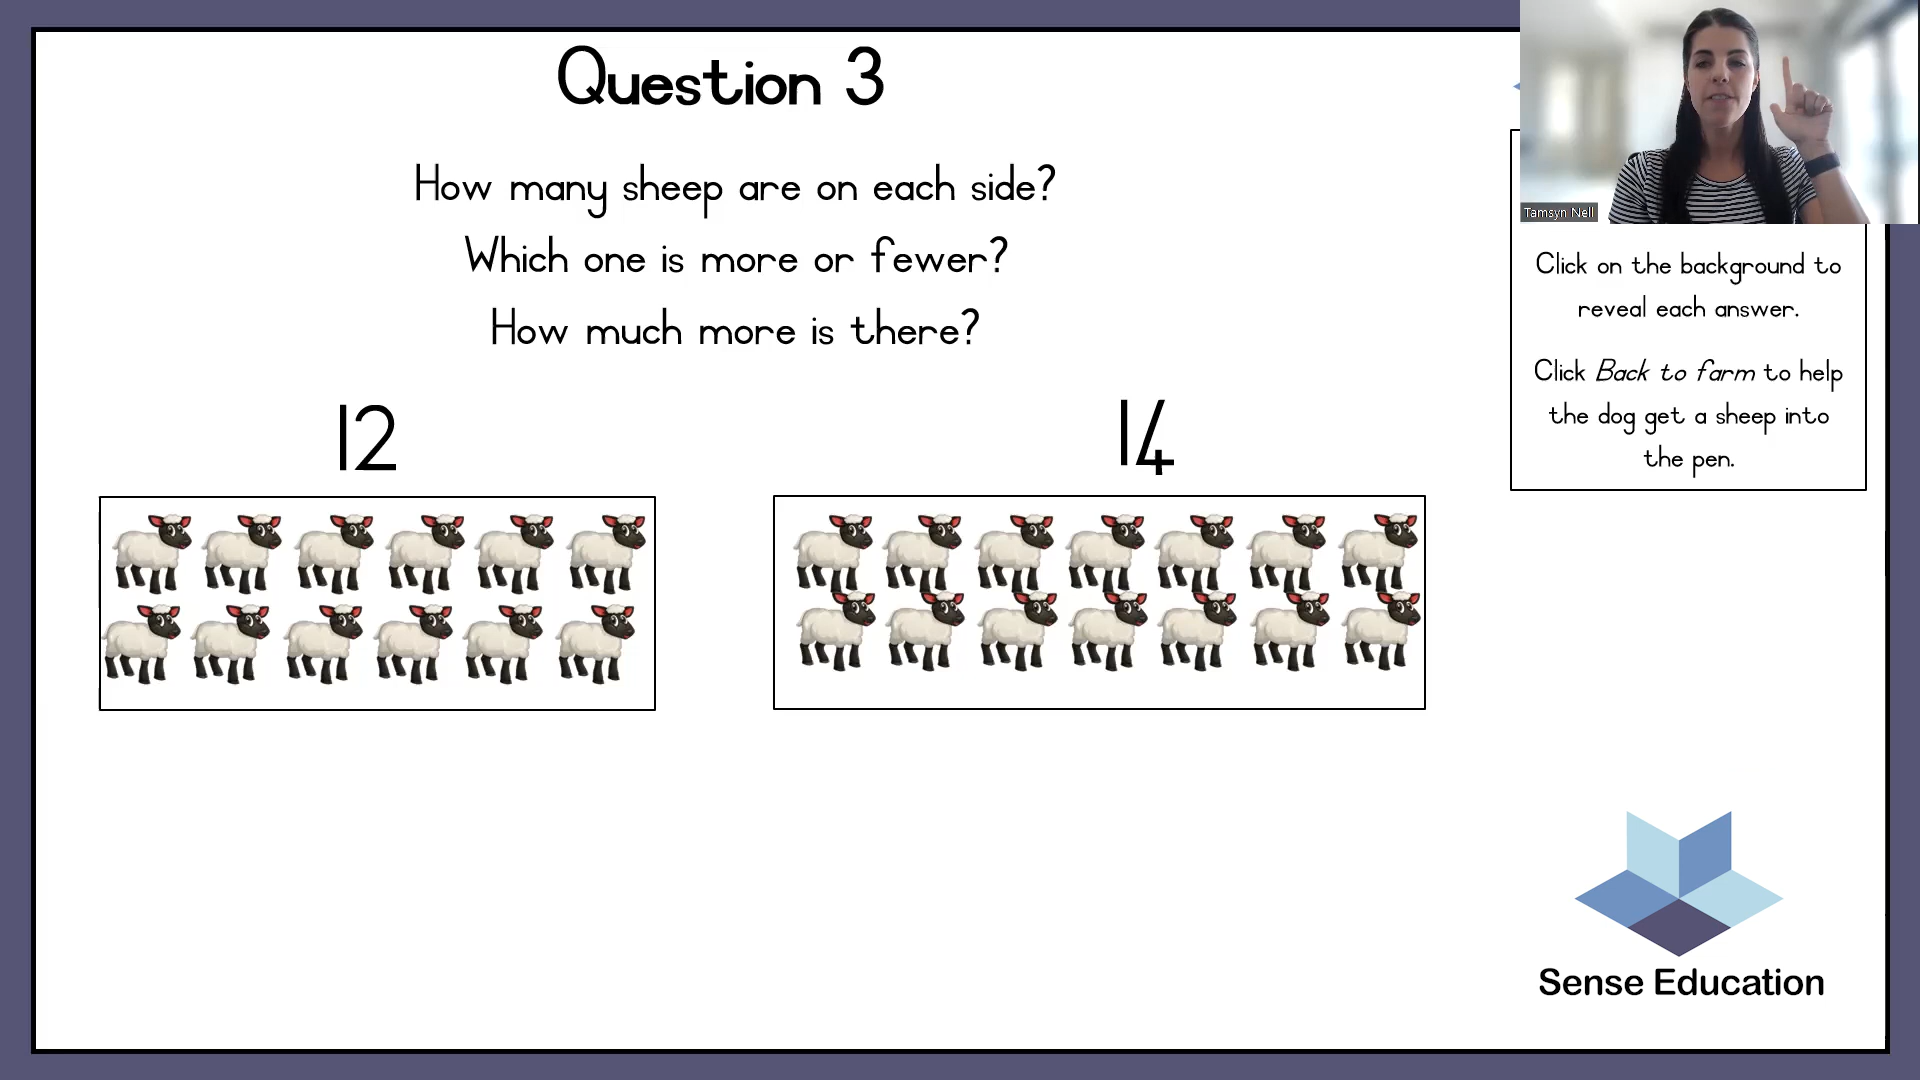 Question 3
How many sheep are on each side?
Which one is more or fewer?
How much more is there?
12
14
Tamsyn Nell
Click on the background to
reveal each answer.
Click Back to farm to help
the dog get a sheep into
the pen.
Sense Education